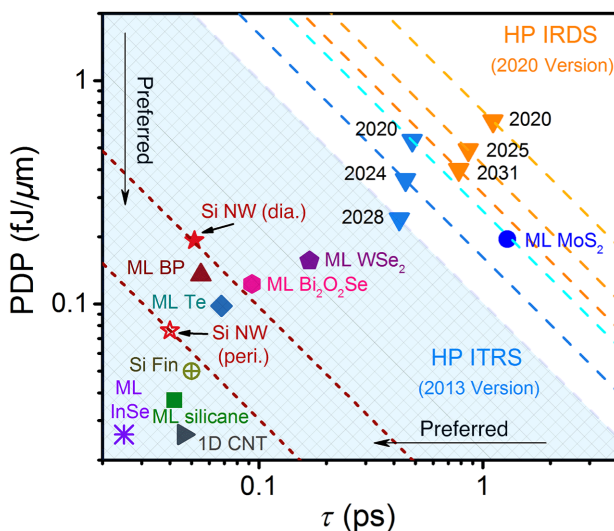 HP IRDS
(2020 Version)
1
Preferred
2020
2020
2025
2024
2031
Si NW (dia.)
2028
ML MoS₂
ML WSe₂
ML BP
ML Bi₂O₂Se
PDP (fJ/μm)
ML Te
0.1
Si NW
(peri.)
Si Fin
HP ITRS
(2013 Version)
ML
InSe
ML silicane
1D CNT
Preferred
0.1
1
τ (ps)